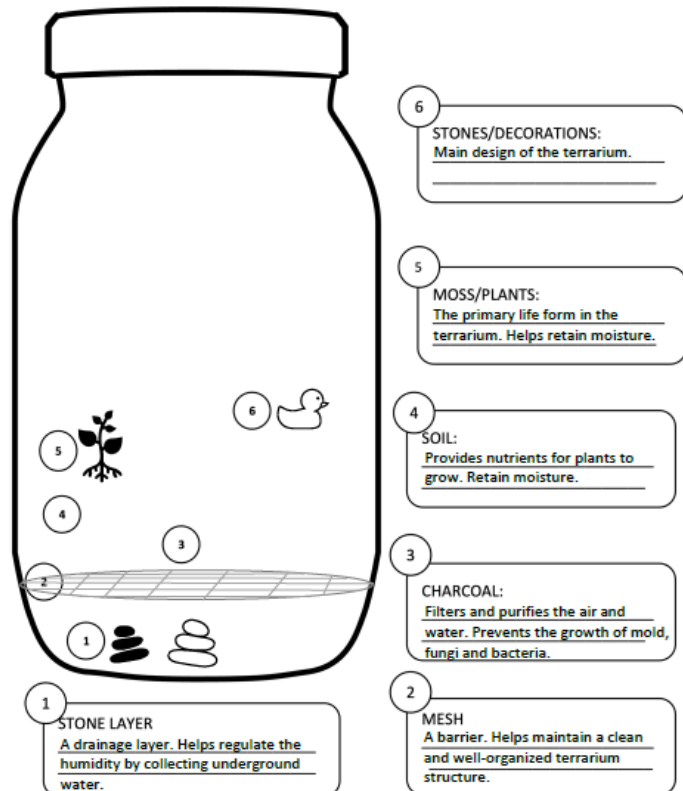 6
STONES/DECORATIONS:
Main design of the terrarium.
5
MOSS/PLANTS:
The primary life form in the
terrarium. Helps retain moisture.
6
4
SOIL:
Provides nutrients for plants to
grow. Retain moisture.
5
4
3
3
CHARCOAL:
Filters and purifies the air and
water. Prevents the growth of mold,
fungi and bacteria.
2
1
1
STONE LAYER
A drainage layer. Helps regulate the
humidity by collecting underground
water.
2
MESH
A barrier. Helps maintain a clean
and well-organized terrarium
structure.